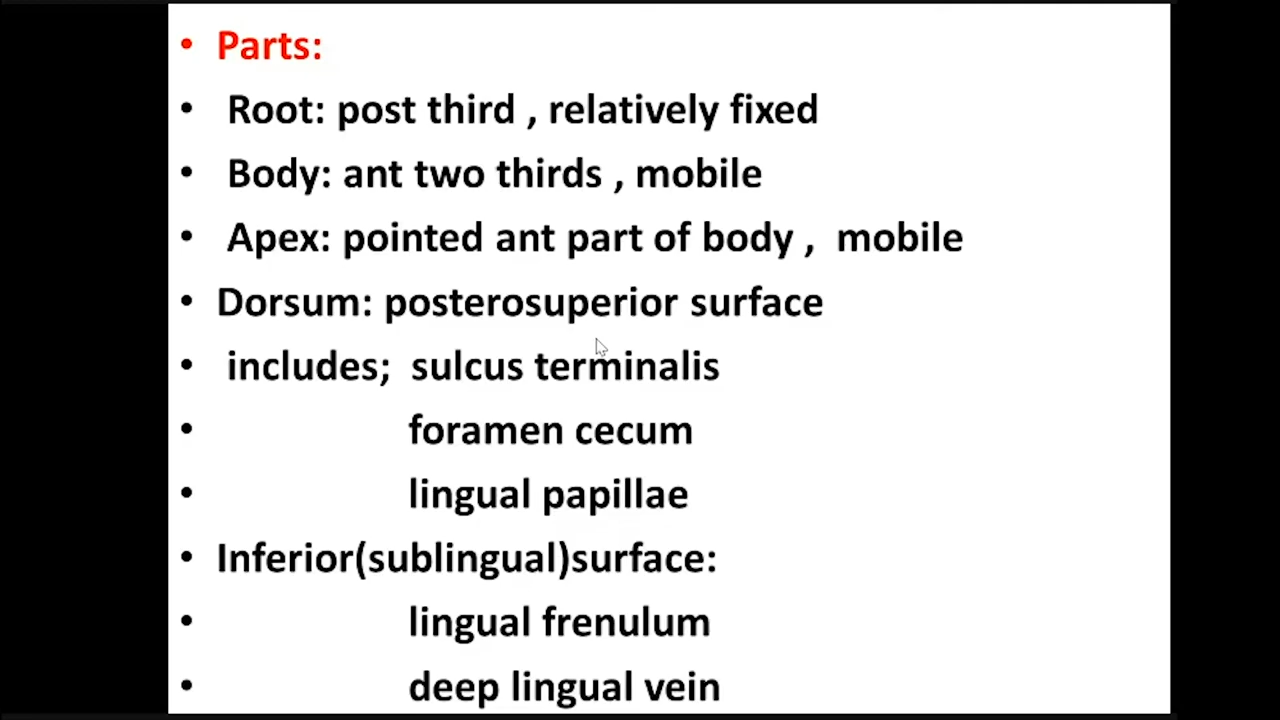 • Parts:
• Root: post third , relatively fixed
• Body: ant two thirds , mobile
• Apex: pointed ant part of body , mobile
• Dorsum: posterosuperior surface
• includes; sulcus terminalis
• foramen cecum
• lingual papillae
• Inferior(sublingual)surface:
• lingual frenulum
• deep lingual vein